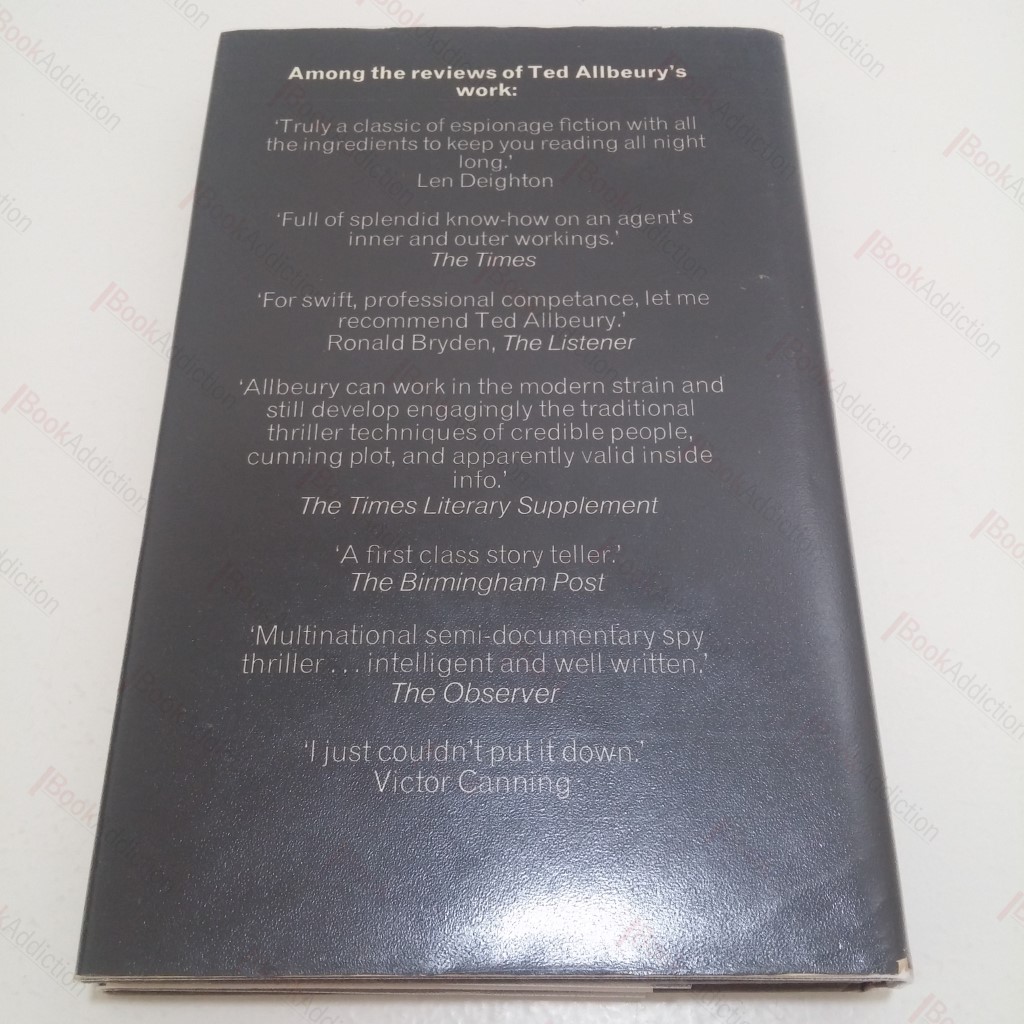 Among the reviews of Ted Allbeury's
work:
'Truly a classic of espionage fiction with all
the ingredients to keep you reading all night
long.'
Len Deighton
'Full of splendid know-how on an agent's
inner and outer workings.'
The Times
'For swift, professional competance, let me
recommend Ted Allbeury.'
Ronald Bryden, The Listener
'Allbeury can work in the modern strain and
still develop engagingly the traditional
thriller techniques of credible people,
cunning plot, and apparently valid inside
info.'
The Times Literary Supplement
'A first class story teller.'
The Birmingham Post
'Multinational semi-documentary spy
thriller... intelligent and well written.'
The Observer
'I just couldn't put it down.'
Victor Canning
BookAddiction